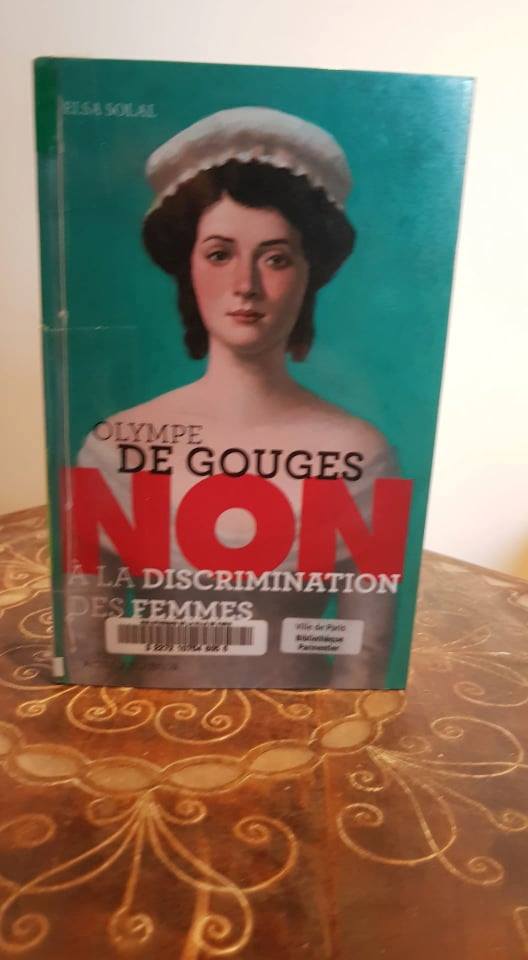 ELSA SOLAL
OLYMPE
DE GOUGES
NON
À LA DISCRIMINATION
DES FEMMES
Ville de Paris
Bibliothèque
Parmentier